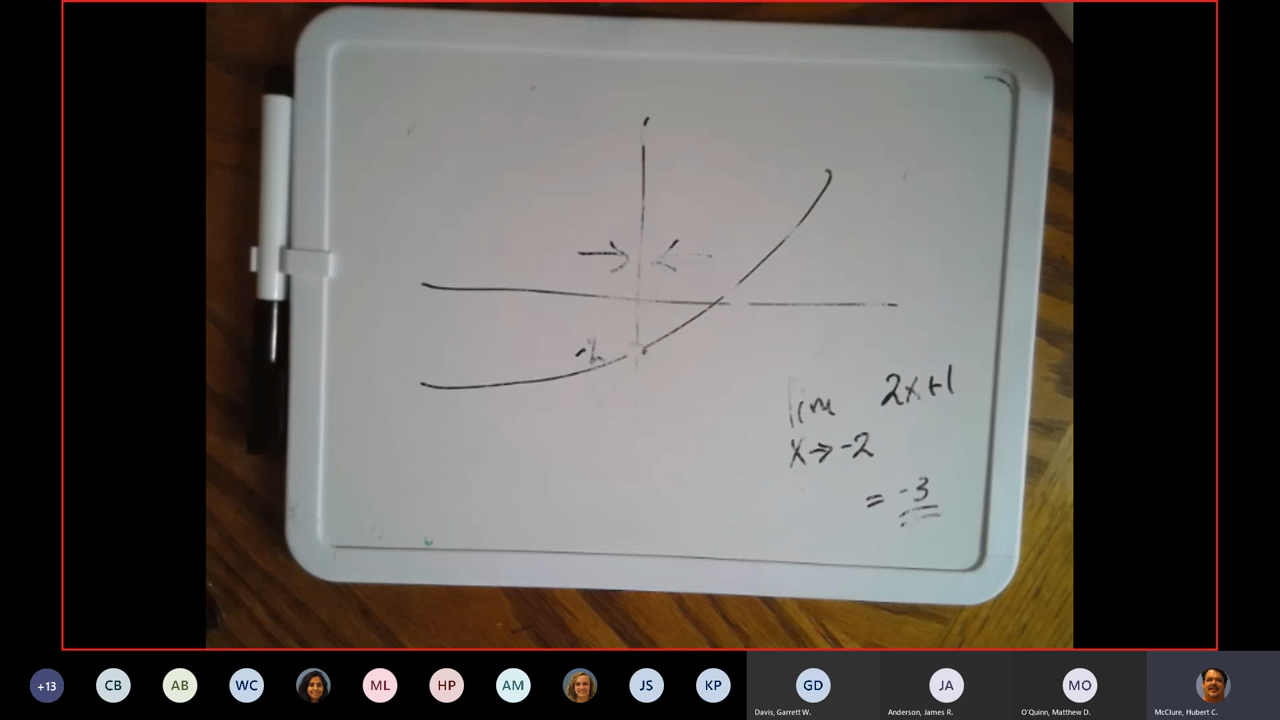 -2
lim 2x+1
x→-2
= -3
+13
CB
AB
WC
ML
HP
AM
JS
KP
GD
JA
MO
Davis, Garrett W.
Anderson, James R.
O'Quinn, Matthew D.
McClure, Hubert C.